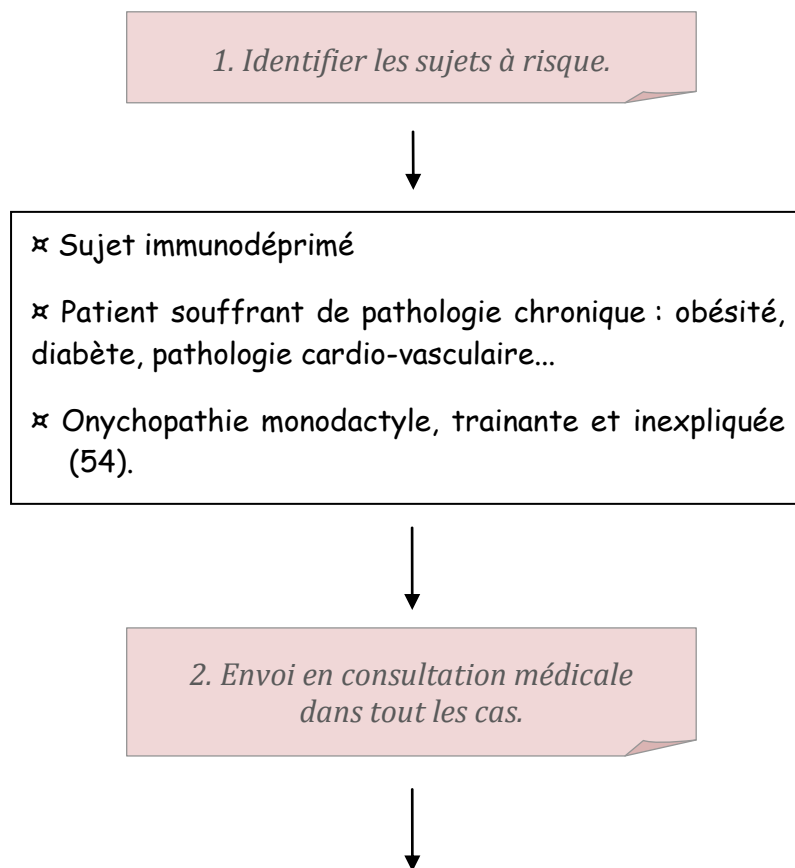 1. Identifier les sujets à risque.
¤ Sujet immunodéprimé
¤ Patient souffrant de pathologie chronique : obésité,
diabète, pathologie cardio-vasculaire...
¤ Onychopathie monodactyle, trainante et inexpliquée
(54).
2. Envoi en consultation médicale
dans tout les cas.